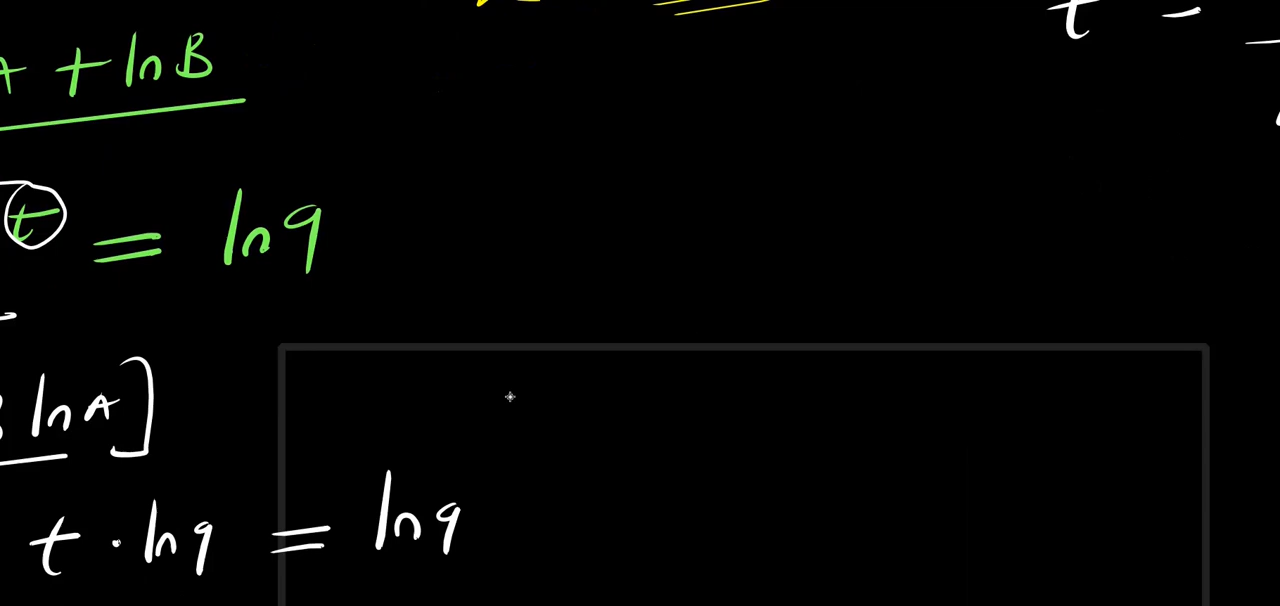 A + ln B
t -
t = ln 9
ln A]
t · ln 9 = ln 9